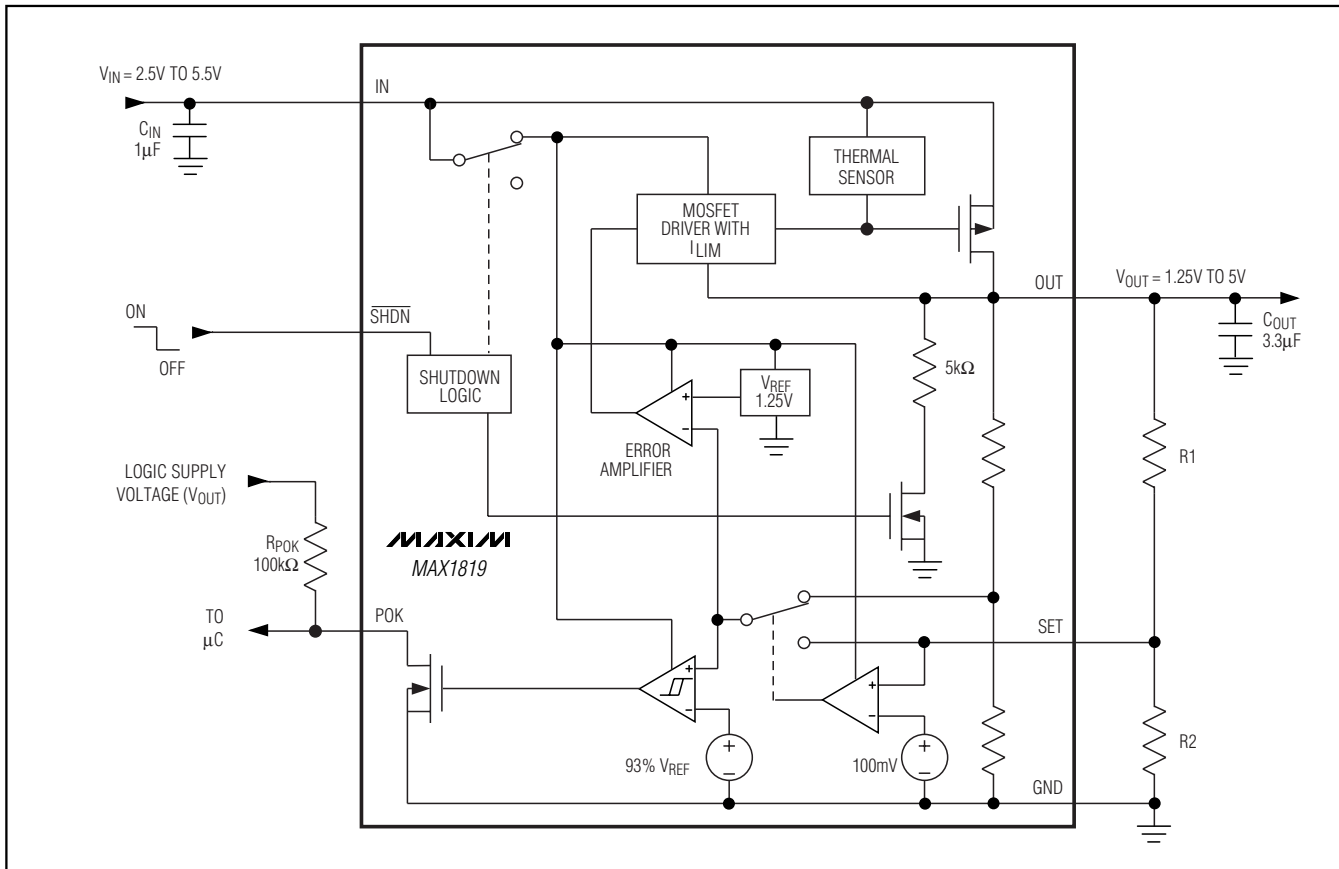 V_IN = 2.5V TO 5.5V
IN
C_IN
1µF
THERMAL
SENSOR
MOSFET
DRIVER WITH
I_LIM
OUT
V_OUT = 1.25V TO 5V
C_OUT
3.3µF
ON
OFF
S̅H̅D̅N̅
SHUTDOWN
LOGIC
5kΩ
V_REF
1.25V
+
−
ERROR
AMPLIFIER
R1
LOGIC SUPPLY
VOLTAGE (V_OUT)
R_POK
100kΩ
MAXIM
MAX1819
TO
µC
POK
SET
+
−
+
−
93% V_REF
+
−
100mV
+
−
R2
GND